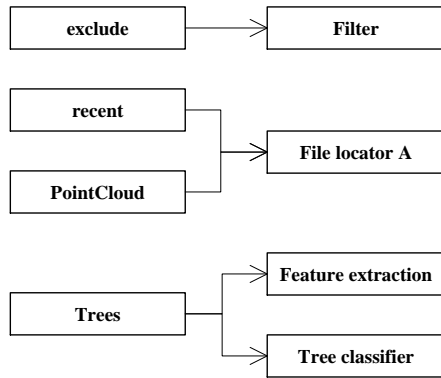 exclude
Filter
recent
File locator A
PointCloud
Feature extraction
Trees
Tree classifier